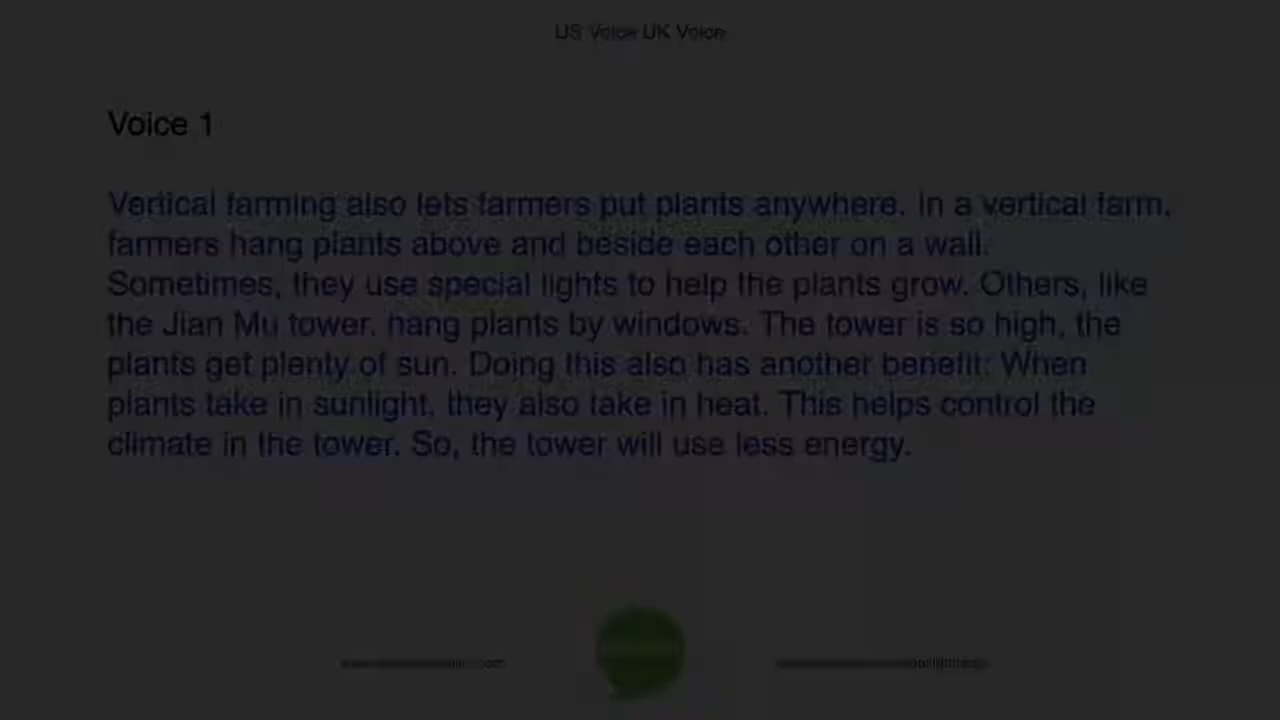 US Voice UK Voice
Voice 1
Vertical farming also lets farmers put plants anywhere. In a vertical farm,
farmers hang plants above and beside each other on a wall.
Sometimes, they use special lights to help the plants grow. Others, like
the Jian Mu tower, hang plants by windows. The tower is so high, the
plants get plenty of sun. Doing this also has another benefit: When
plants take in sunlight, they also take in heat. This helps control the
climate in the tower. So, the tower will use less energy.